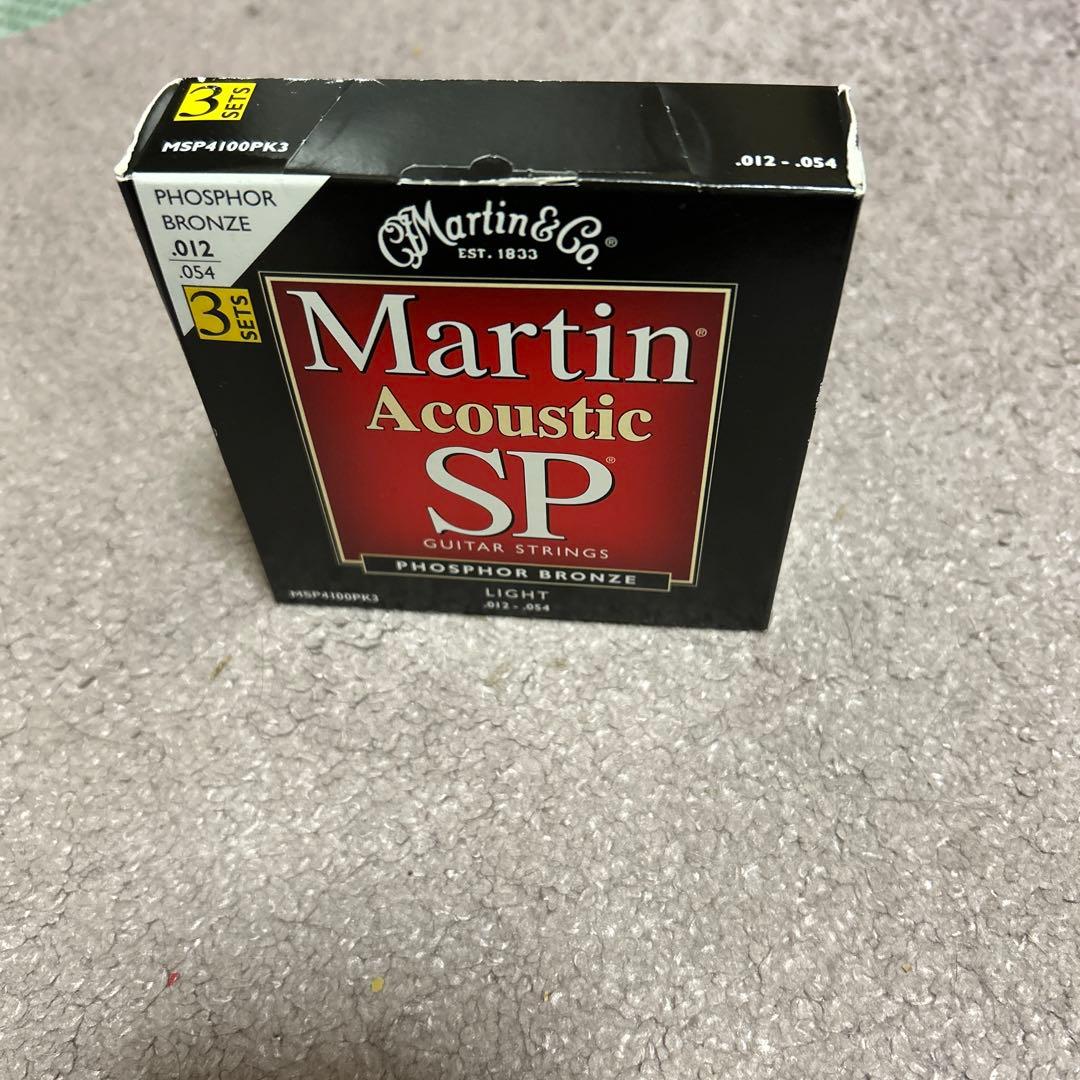 3 SETS
MSP4100PK3
.012 - .054
PHOSPHOR
BRONZE
.012
.054
3 SETS
CF Martin & Co.®
EST. 1833
Martin®
Acoustic
SP®
GUITAR STRINGS
PHOSPHOR BRONZE
LIGHT
.012 - .054
MSP4100PK3